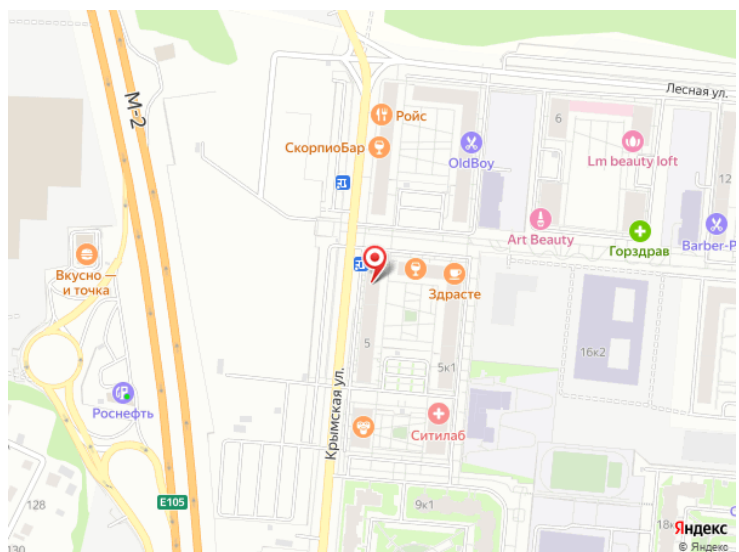 Лесная ул.
М-2
Ройс
6
СкорпиоБар
OldBoy
Lm beauty loft
12
Art Beauty
Горздрав
Barber-P
Вкусно —
и точка
Здрасте
5
16к2
5к1
Роснефть
Крымская ул.
Ситилаб
128
E105
9к1
18к
Яндекс
130
© Яндекс